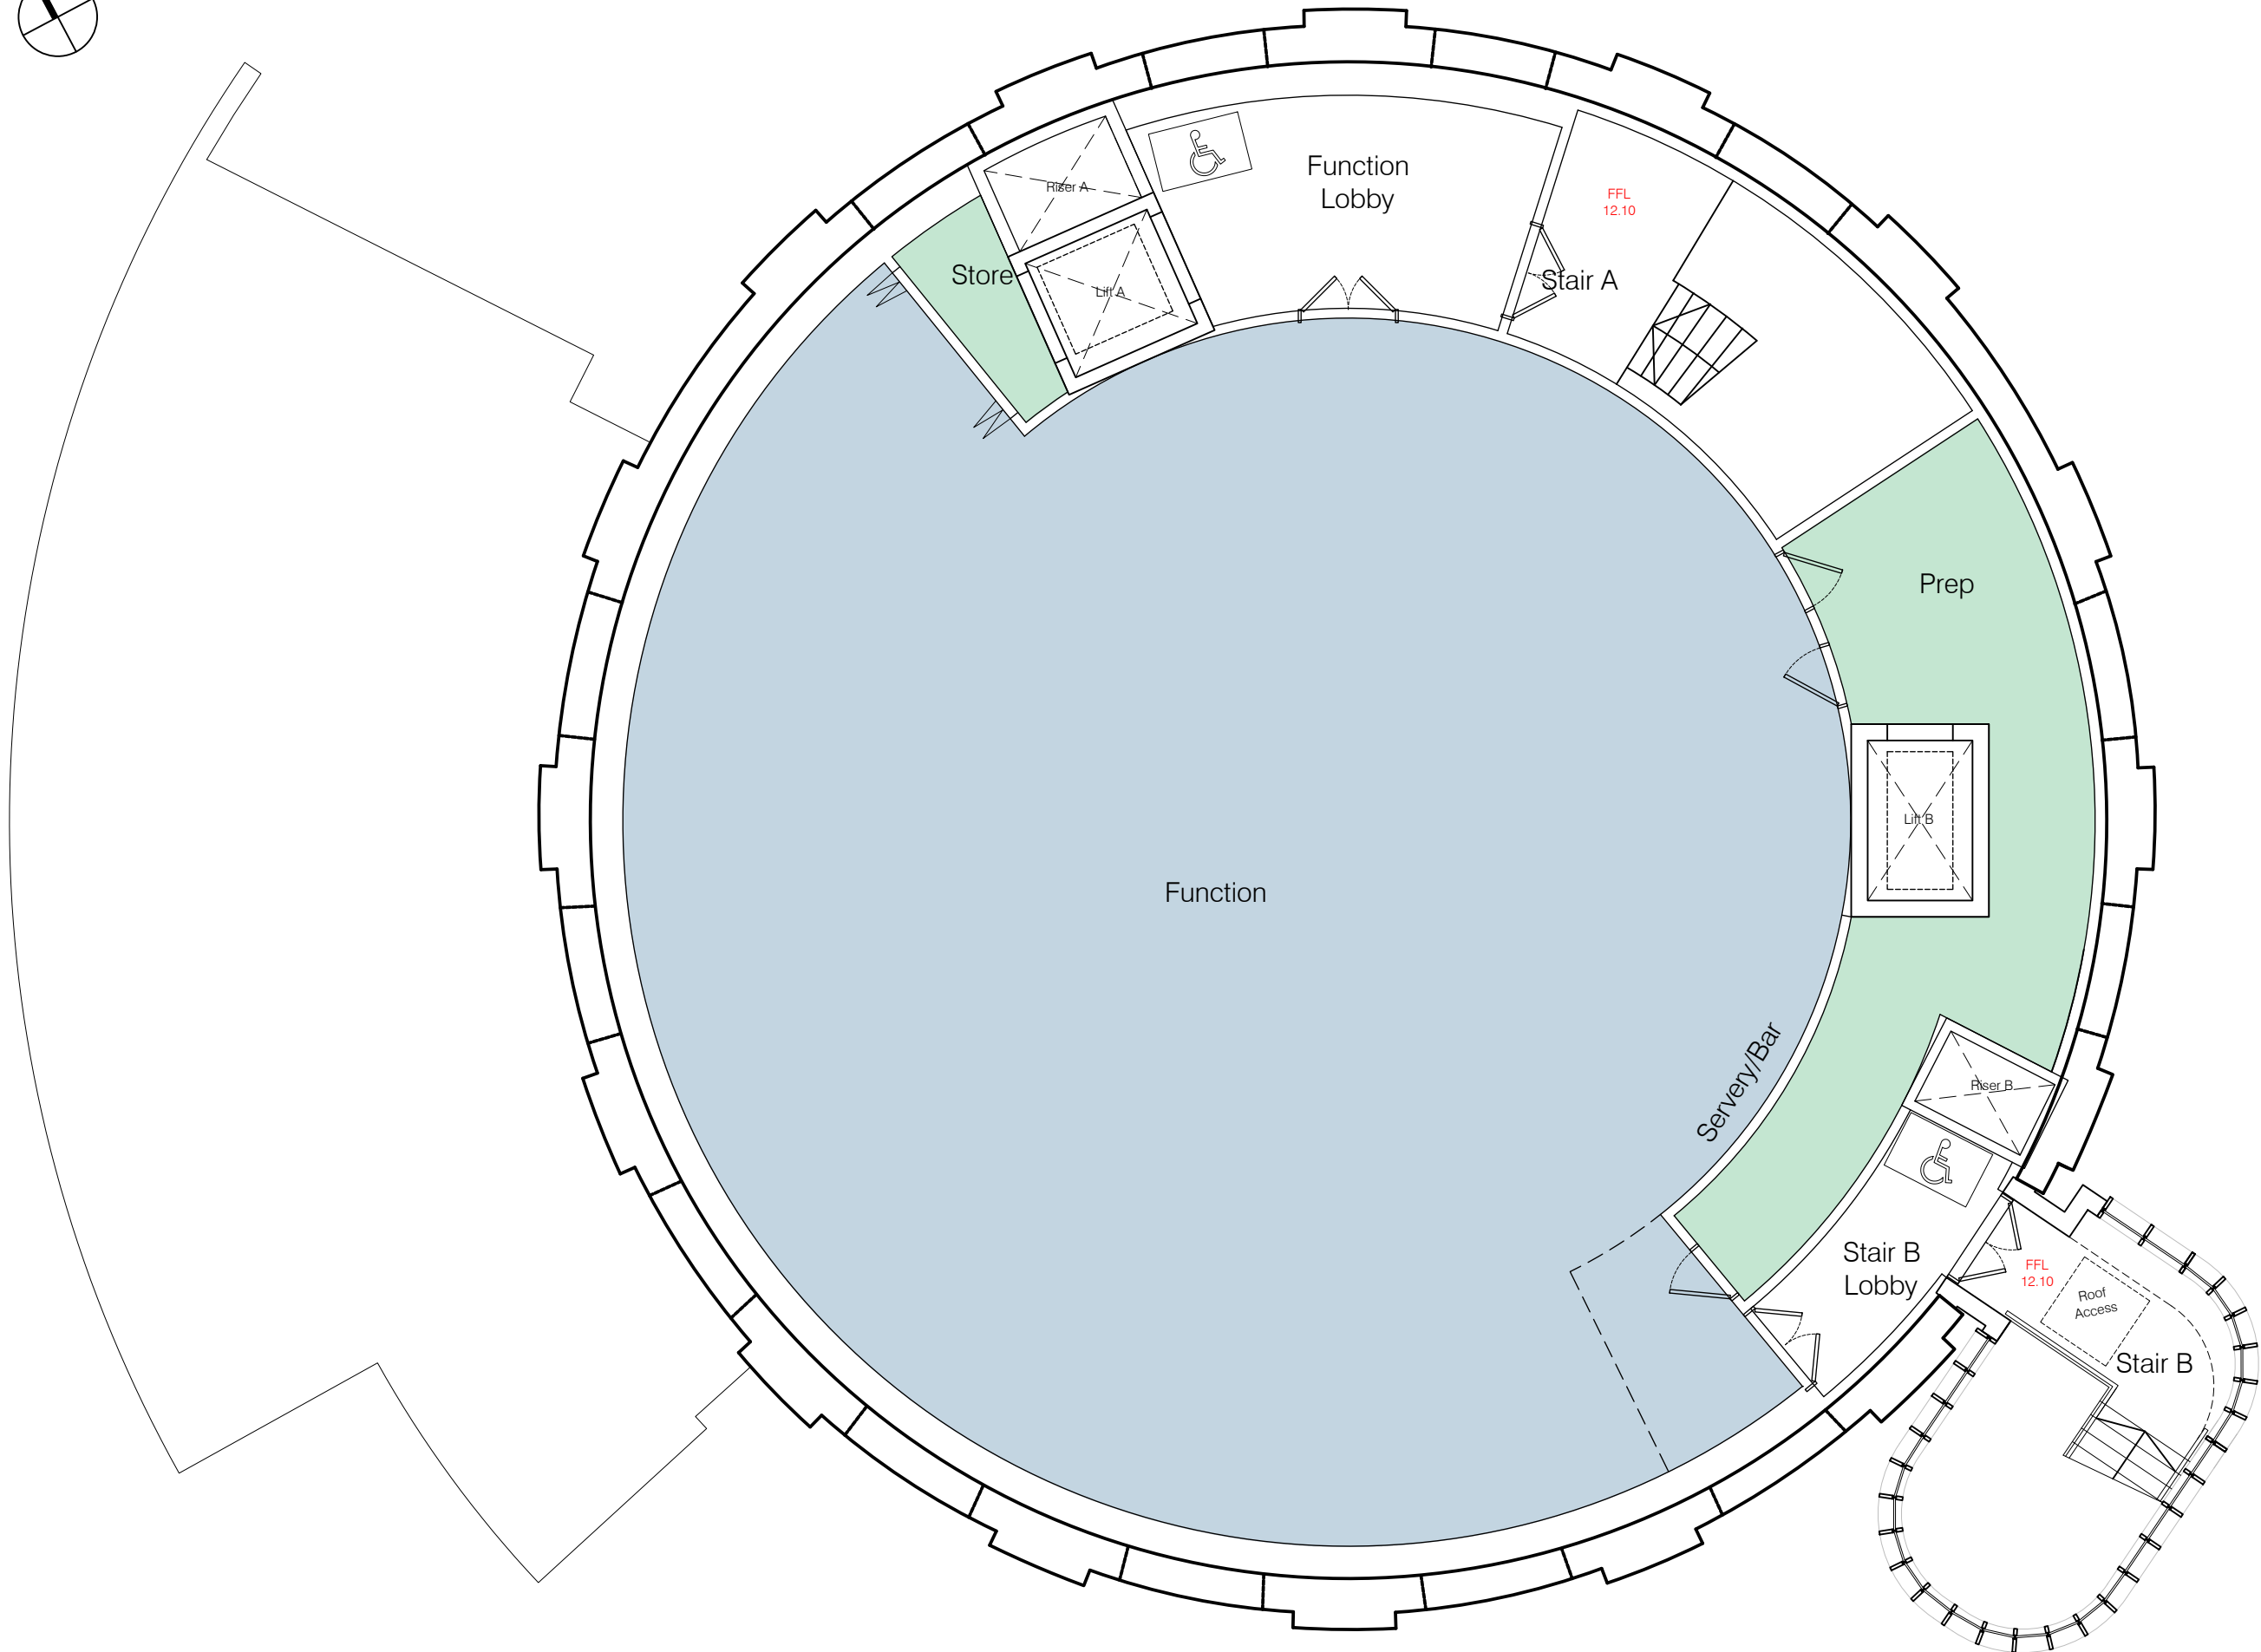 Riser A
Function
Lobby
FFL
12.10
Store
Lift A
Stair A
Prep
Lift B
Function
Servery/Bar
Riser B
Stair B
Lobby
FFL
12.10
Roof
Access
Stair B